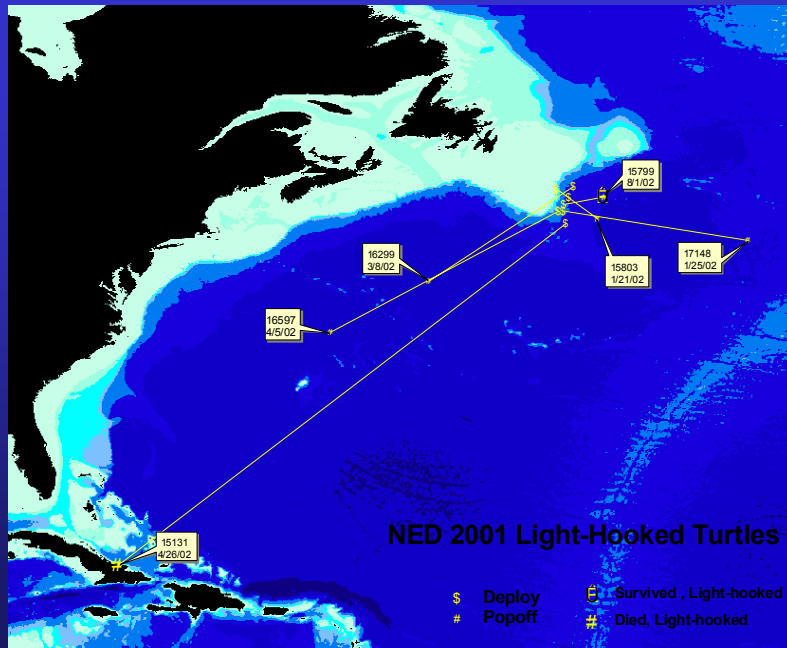 15799
8/1/02
16299
3/8/02
17148
1/25/02
15803
1/21/02
16597
4/5/02
15131
4/26/02
NED 2001 Light-Hooked Turtles
$ Deploy
# Popoff
Survived , Light-hooked
# Died, Light-hooked